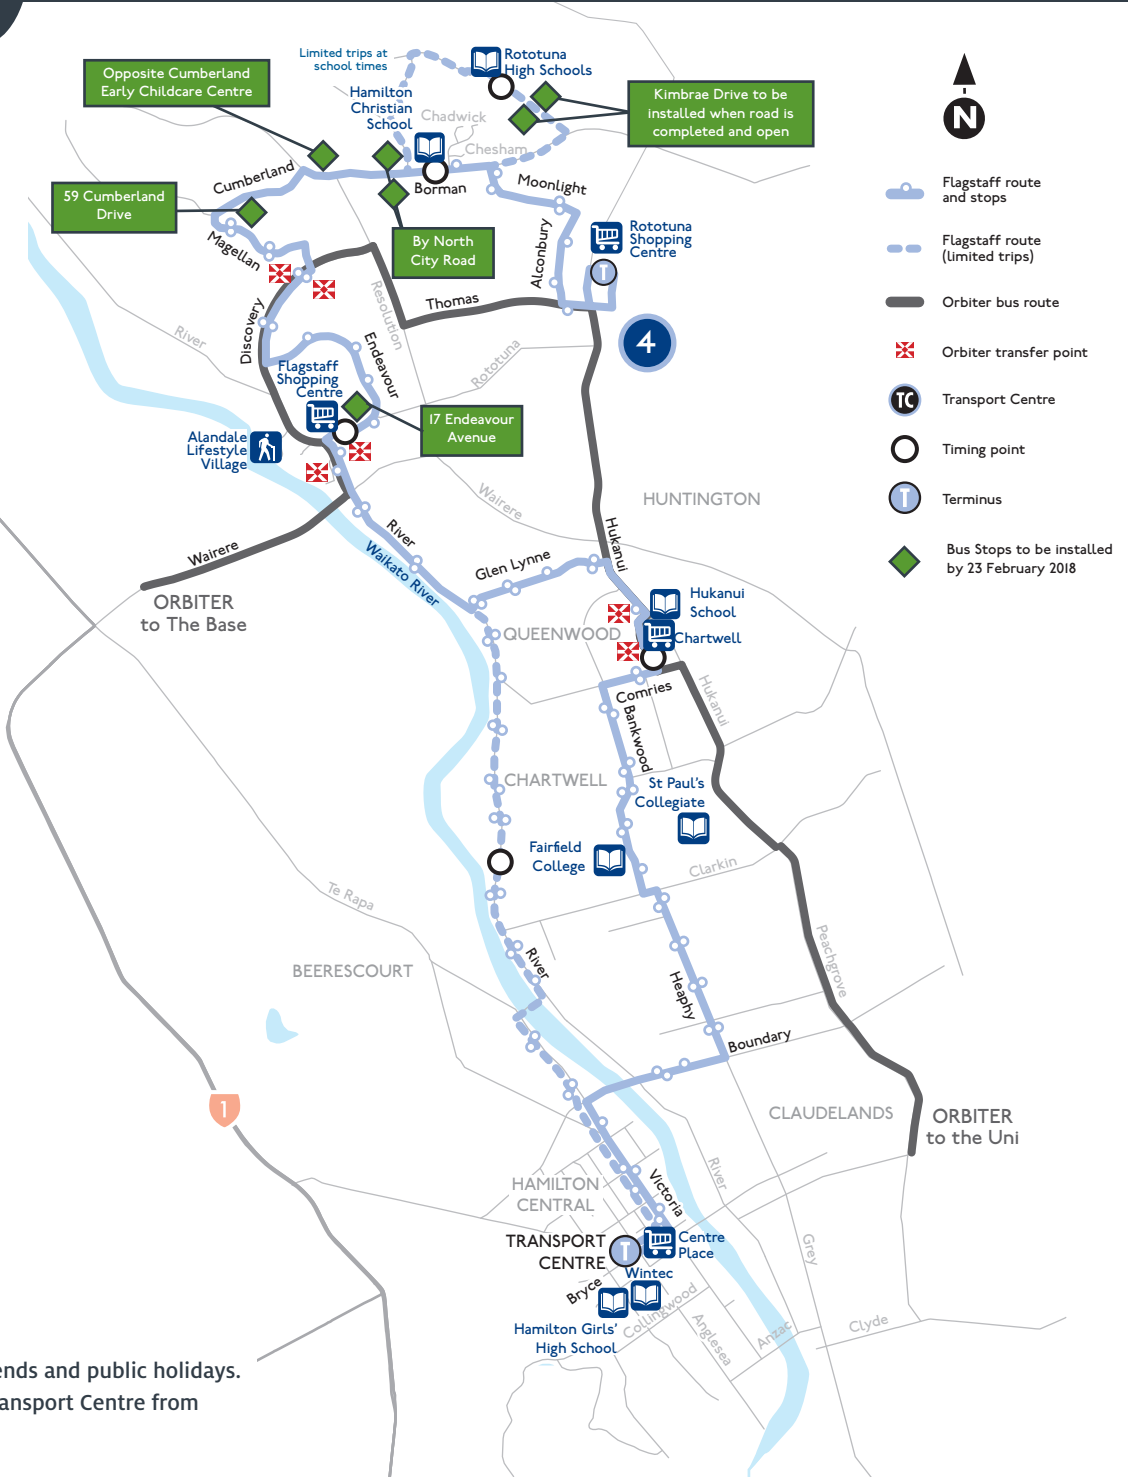 Opposite Cumberland
Early Childcare Centre
Limited trips at
school times
Rototuna
High Schools
Hamilton
Christian
School
Chadwick
Chesham
Kimbrae Drive to be
installed when road is
completed and open
N
Cumberland
Borman
Moonlight
59 Cumberland
Drive
Magellan
By North
City Road
Alconbury
Rototuna
Shopping
Centre
T
Flagstaff route
and stops
Flagstaff route
(limited trips)
Orbiter bus route
Orbiter transfer point
TC
Transport Centre
Timing point
T
Terminus
Bus Stops to be installed
by 23 February 2018
Resolution
Thomas
Discovery
River
Endeavour
Rototuna
4
Flagstaff
Shopping
Centre
17 Endeavour
Avenue
Alandale
Lifestyle
Village
Wairere
HUNTINGTON
River
Hukanui
Wairere
Waikato River
Glen Lynne
ORBITER
to The Base
Hukanui
School
QUEENWOOD
Chartwell
Comries
Hukanui
Bankwood
CHARTWELL
St Paul's
Collegiate
Fairfield
College
Clarkin
Te Rapa
River
Peachgrove
BEERESCOURT
Heaphy
Boundary
1
CLAUDELANDS
ORBITER
to the Uni
River
HAMILTON
CENTRAL
Victoria
TRANSPORT
CENTRE
T
Centre
Place
Grey
Wintec
Bryce
Collingwood
Hamilton Girls'
High School
Anglesea
Anzac
Clyde
ends and public holidays.
ansport Centre from